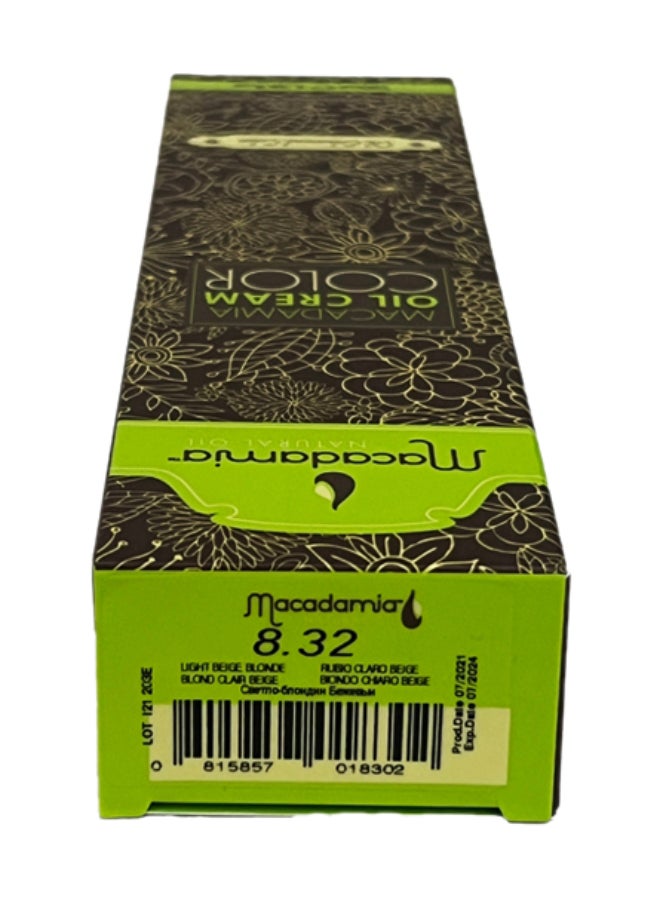 MACADAMIA
OIL CREAM
COLOR
Macadamia™
NATURAL OIL
Macadamia
8.32
LIGHT BEIGE BLONDE
RUBIO CLARO BEIGE
BLOND CLAIR BEIGE
BIONDO CHIARO BEIGE
Светло-блондин Бежевый
LOT 121 203E
Prod.Date 07/2021
Exp.Date 07/2024
0 815857 018302